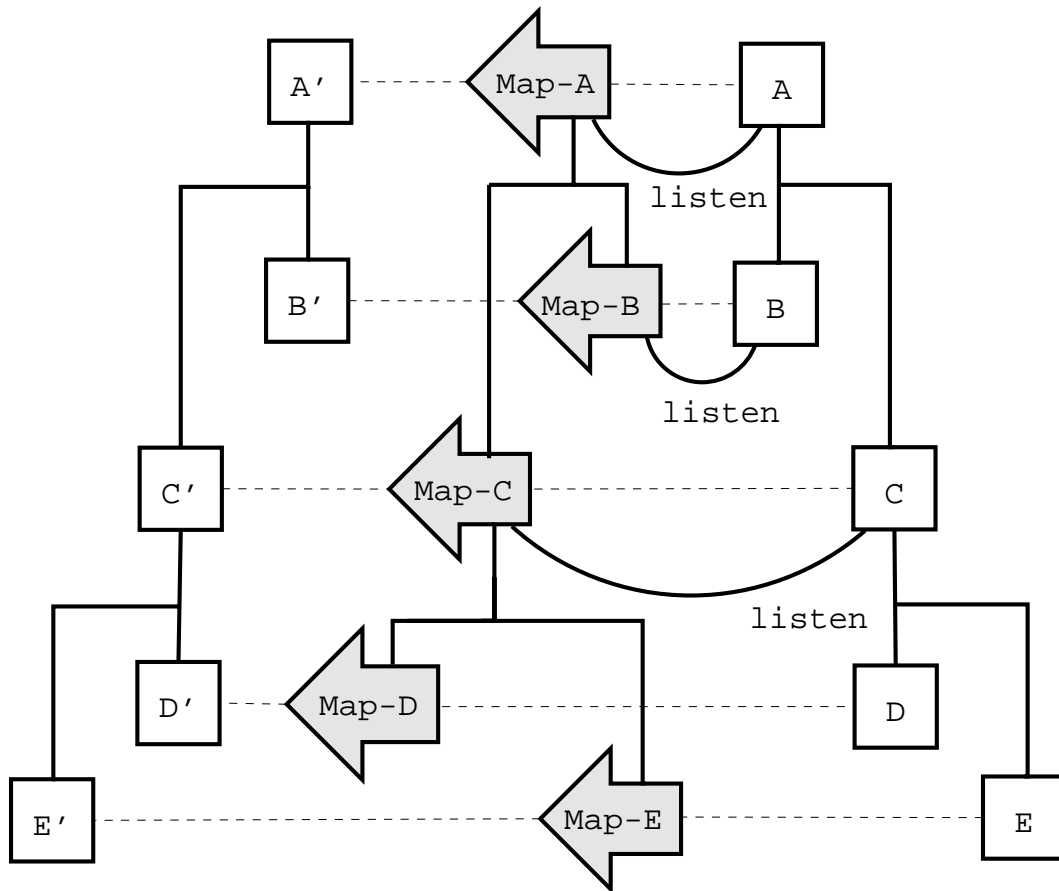 A' Map-A A
listen
B' Map-B B
listen
C' Map-C C
listen
D' Map-D D
E' Map-E E